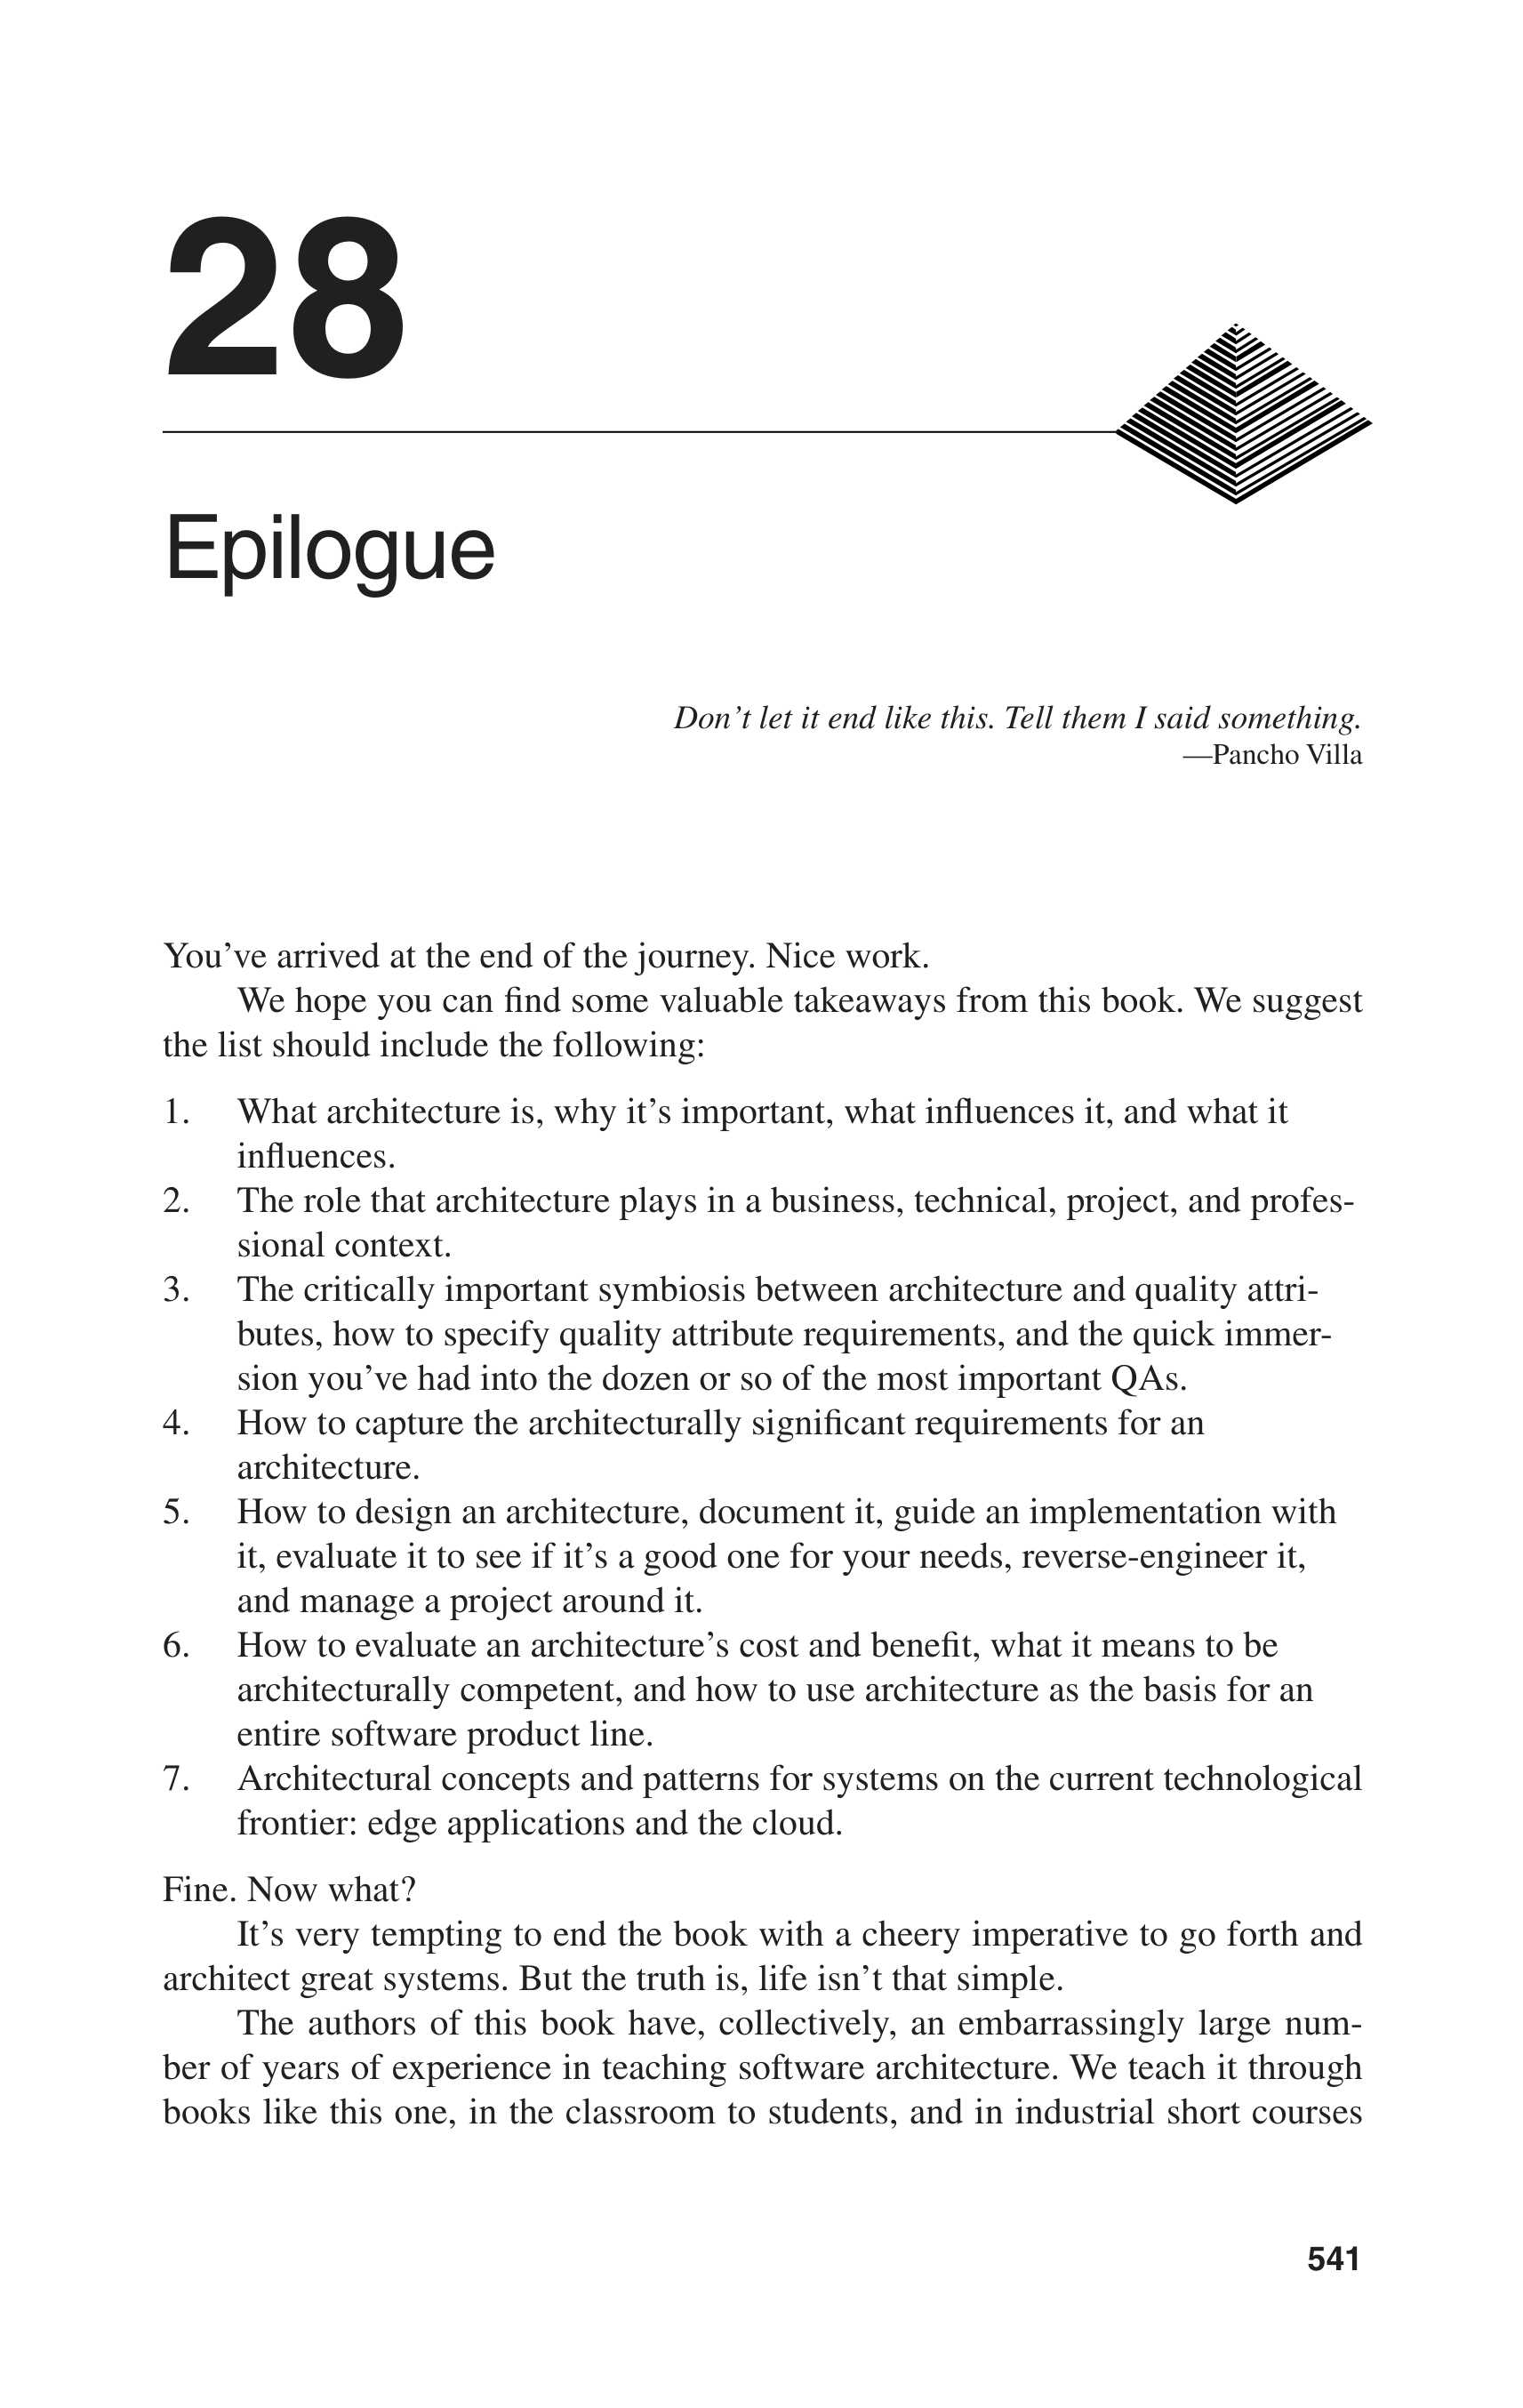 28
Epilogue
Don’t let it end like this. Tell them I said something.
—Pancho Villa
You’ve arrived at the end of the journey. Nice work.
We hope you can find some valuable takeaways from this book. We suggest
the list should include the following:
1. What architecture is, why it’s important, what influences it, and what it
influences.
2. The role that architecture plays in a business, technical, project, and profes-
sional context.
3. The critically important symbiosis between architecture and quality attri-
butes, how to specify quality attribute requirements, and the quick immer-
sion you’ve had into the dozen or so of the most important QAs.
4. How to capture the architecturally significant requirements for an
architecture.
5. How to design an architecture, document it, guide an implementation with
it, evaluate it to see if it’s a good one for your needs, reverse-engineer it,
and manage a project around it.
6. How to evaluate an architecture’s cost and benefit, what it means to be
architecturally competent, and how to use architecture as the basis for an
entire software product line.
7. Architectural concepts and patterns for systems on the current technological
frontier: edge applications and the cloud.
Fine. Now what?
It’s very tempting to end the book with a cheery imperative to go forth and
architect great systems. But the truth is, life isn’t that simple.
The authors of this book have, collectively, an embarrassingly large num-
ber of years of experience in teaching software architecture. We teach it through
books like this one, in the classroom to students, and in industrial short courses
541